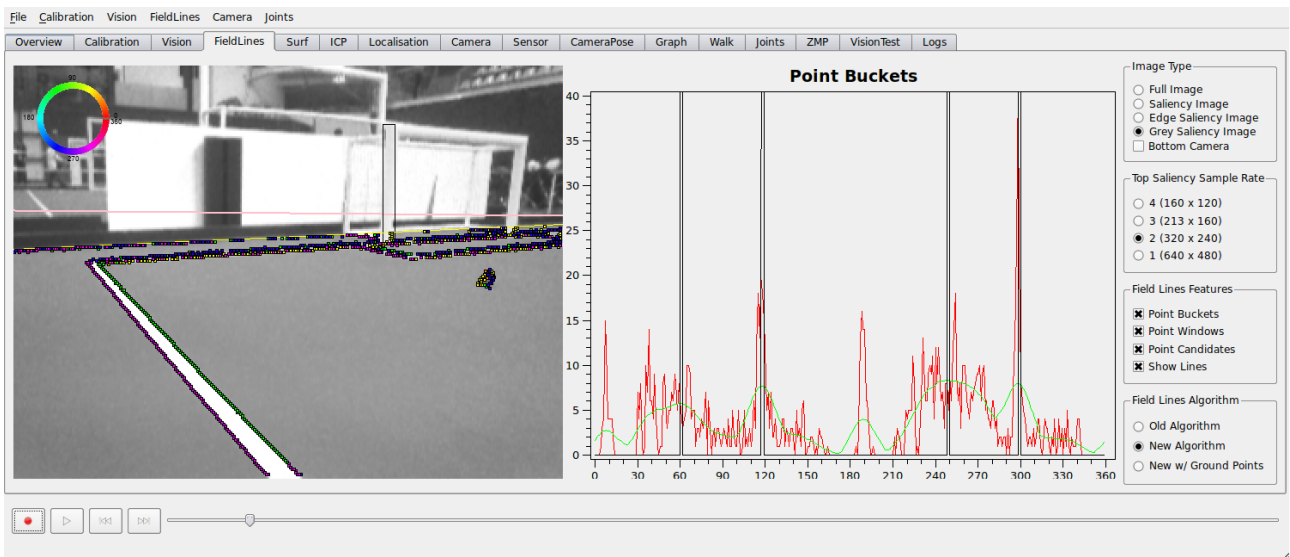 File Calibration Vision FieldLines Camera Joints
Overview Calibration Vision FieldLines Surf ICP Localisation Camera Sensor CameraPose Graph Walk Joints ZMP VisionTest Logs
90
180
0
360
270
Point Buckets
40
35
30
25
20
15
10
5
0
0 30 60 90 120 150 180 210 240 270 300 330 360
Image Type
Full Image
Saliency Image
Edge Saliency Image
Grey Saliency Image
Bottom Camera
Top Saliency Sample Rate
4 (160 x 120)
3 (213 x 160)
2 (320 x 240)
1 (640 x 480)
Field Lines Features
Point Buckets
Point Windows
Point Candidates
Show Lines
Field Lines Algorithm
Old Algorithm
New Algorithm
New w/ Ground Points